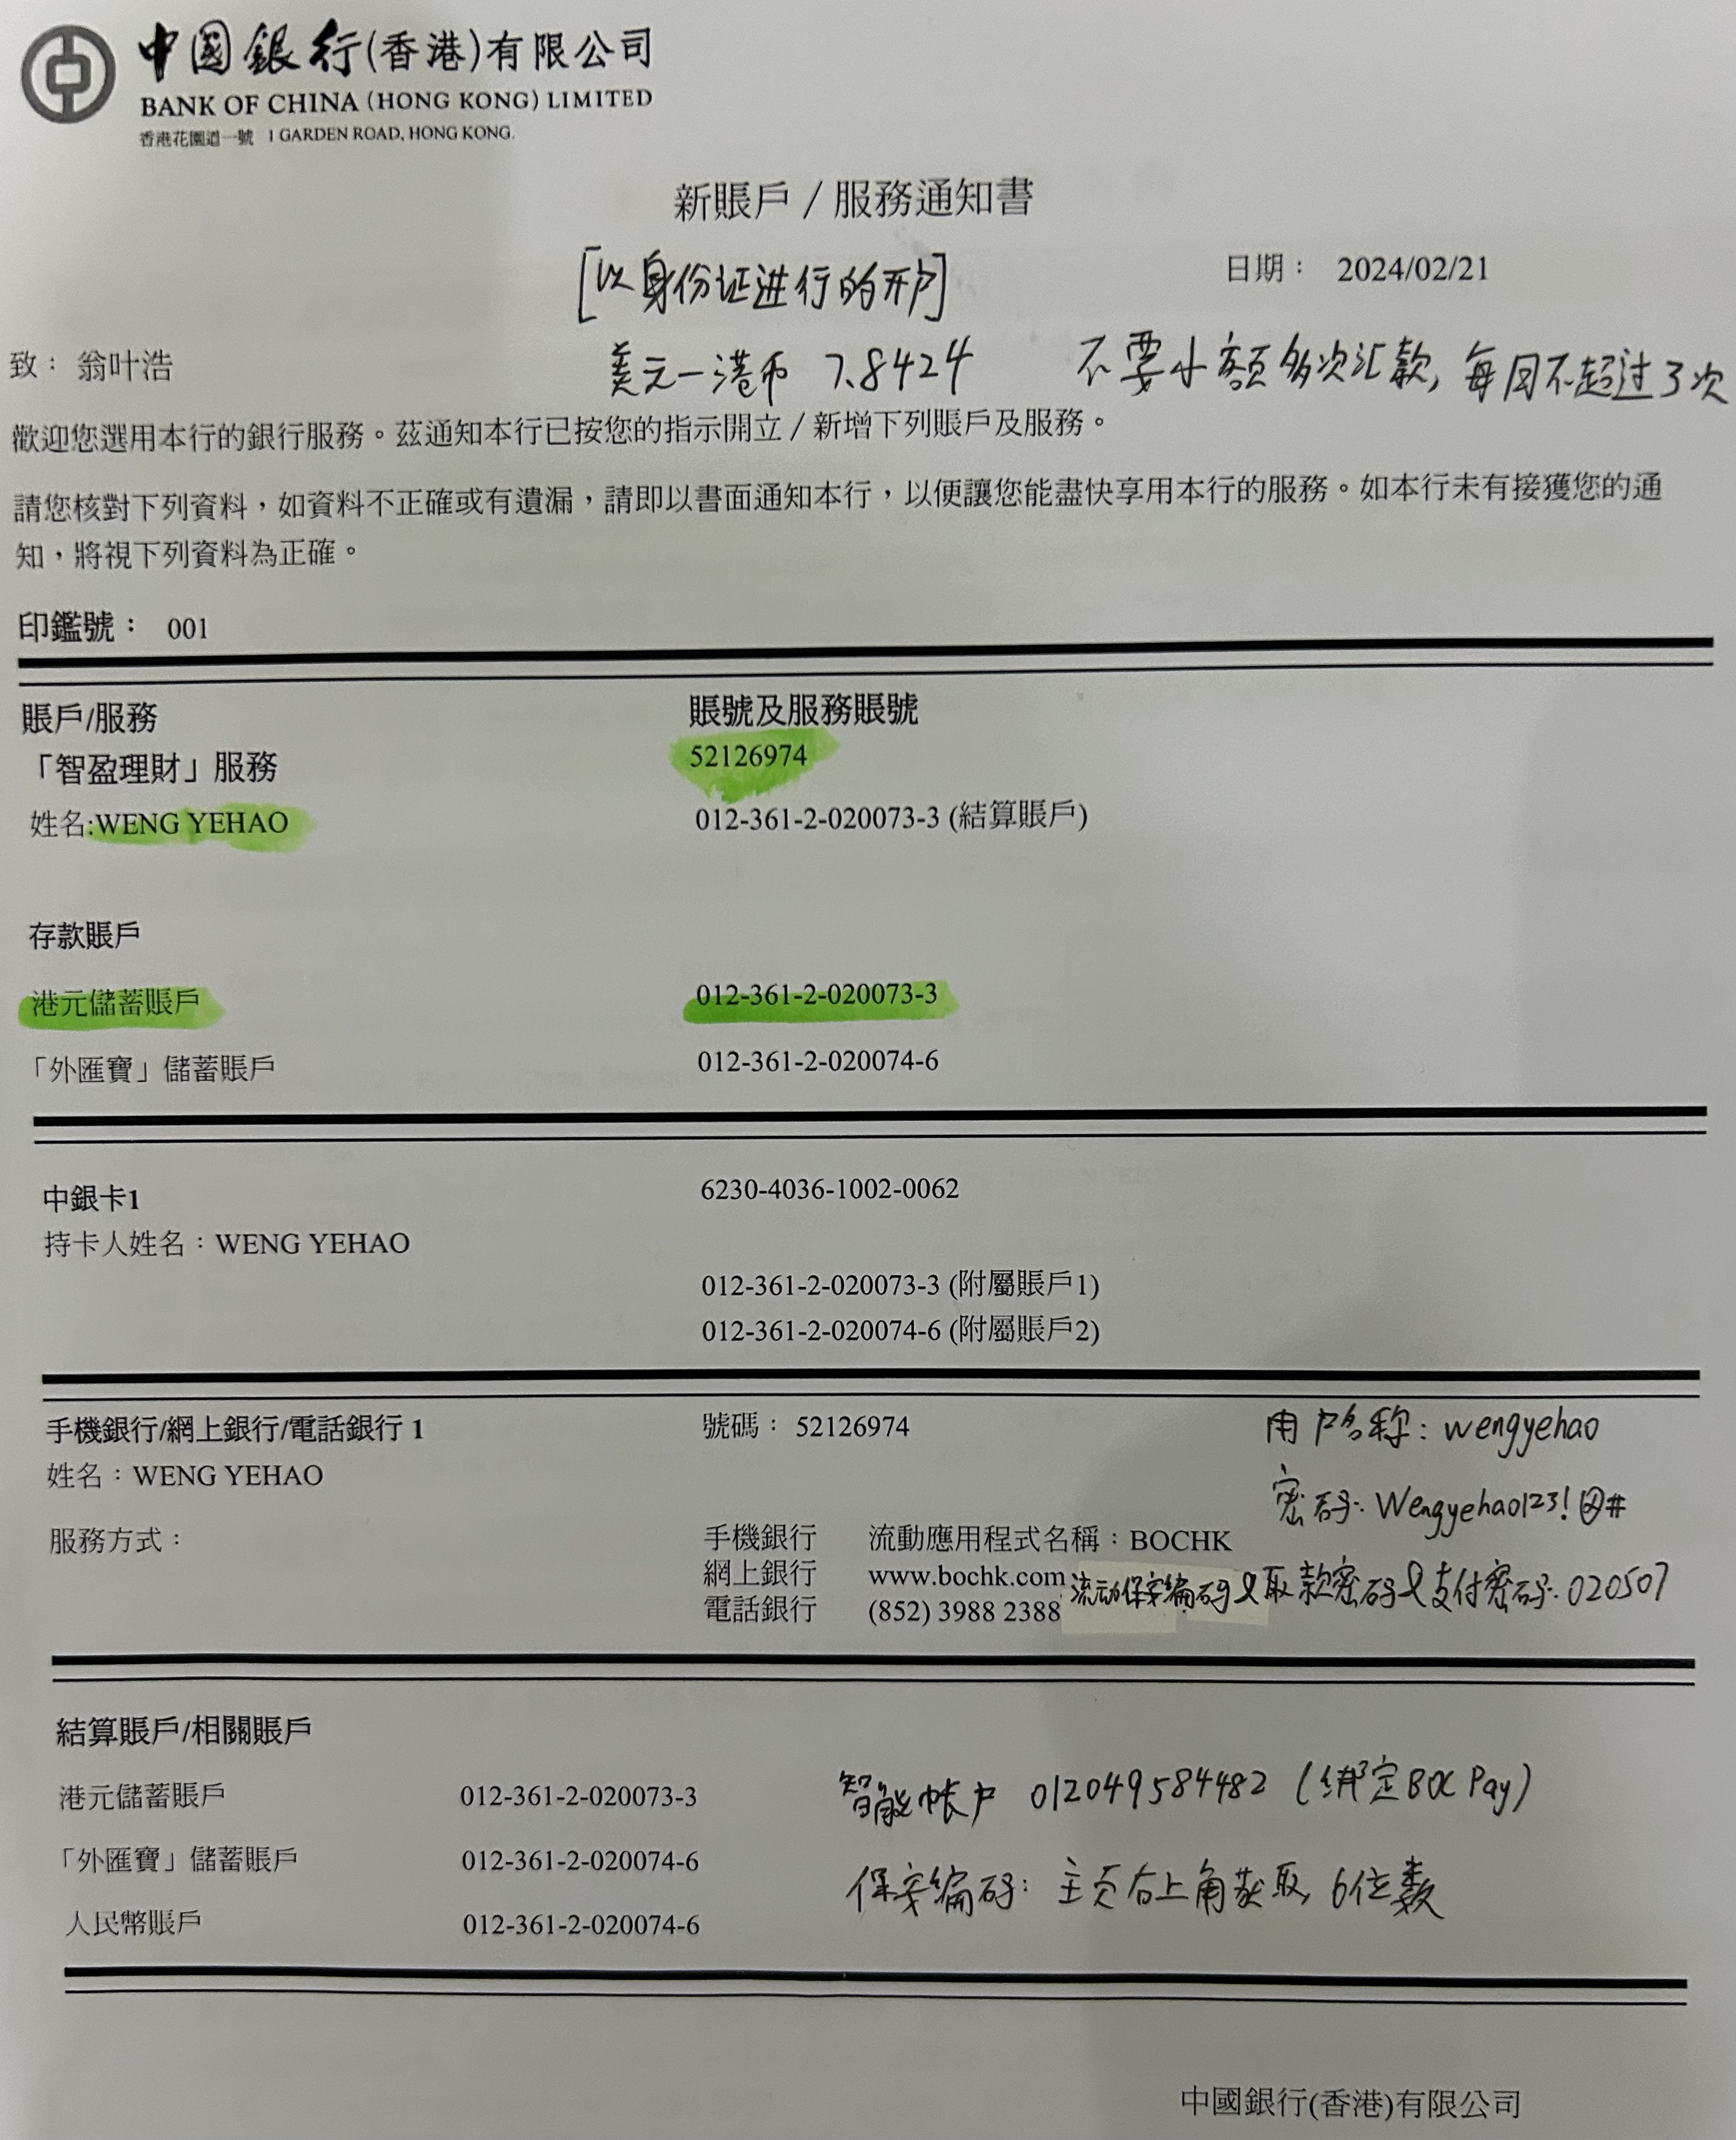 中國銀行(香港)有限公司
BANK OF CHINA (HONG KONG) LIMITED
香港花園道一號 1 GARDEN ROAD, HONG KONG.
新賬戶 / 服務通知書
[以身份证进行的开户]
日期： 2024/02/21
致： 翁叶浩
美元—港币 7.8424 不要小额多次汇款, 每日不超过3次
歡迎您選用本行的銀行服務。茲通知本行已按您的指示開立 / 新增下列賬戶及服務。
請您核對下列資料，如資料不正確或有遺漏，請即以書面通知本行，以便讓您能盡快享用本行的服務。如本行未有接獲您的通
知，將視下列資料為正確。
印鑑號： 001
賬戶/服務 賬號及服務賬號
「智盈理財」服務 52126974
姓名:WENG YEHAO 012-361-2-020073-3 (結算賬戶)
存款賬戶
港元儲蓄賬戶 012-361-2-020073-3
「外匯寶」儲蓄賬戶 012-361-2-020074-6
中銀卡1 6230-4036-1002-0062
持卡人姓名：WENG YEHAO
012-361-2-020073-3 (附屬賬戶1)
012-361-2-020074-6 (附屬賬戶2)
手機銀行/網上銀行/電話銀行 1 號碼： 52126974 用户名称: wengyehao
姓名：WENG YEHAO
密码: Wengyehao123!@#
服務方式： 手機銀行 流動應用程式名稱：BOCHK
網上銀行 www.bochk.com
流动保安编码&取款密码&支付密码: 020507
電話銀行 (852) 3988 2388
結算賬戶/相關賬戶
港元儲蓄賬戶 012-361-2-020073-3 智能帐户 012049584482 (绑定BOC Pay)
「外匯寶」儲蓄賬戶 012-361-2-020074-6
保安编码: 主页右上角获取, 6位数
人民幣賬戶 012-361-2-020074-6
中國銀行(香港)有限公司